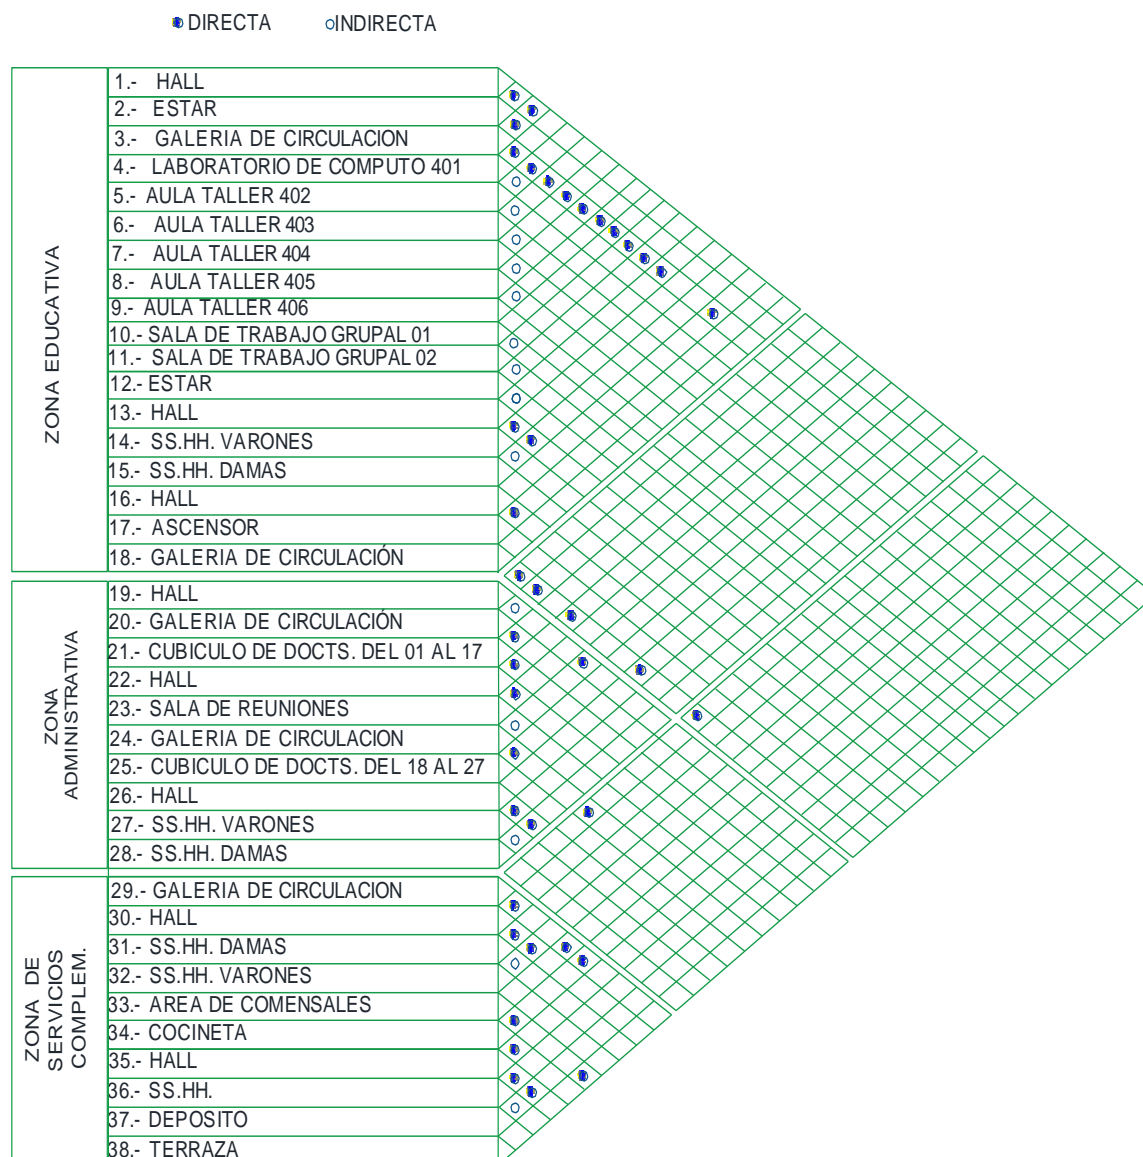 DIRECTA INDIRECTA
ZONA EDUCATIVA
1.- HALL
2.- ESTAR
3.- GALERIA DE CIRCULACION
4.- LABORATORIO DE COMPUTO 401
5.- AULA TALLER 402
6.- AULA TALLER 403
7.- AULA TALLER 404
8.- AULA TALLER 405
9.- AULA TALLER 406
10.- SALA DE TRABAJO GRUPAL 01
11.- SALA DE TRABAJO GRUPAL 02
12.- ESTAR
13.- HALL
14.- SS.HH. VARONES
15.- SS.HH. DAMAS
16.- HALL
17.- ASCENSOR
18.- GALERIA DE CIRCULACIÓN
ZONA
ADMINISTRATIVA
19.- HALL
20.- GALERIA DE CIRCULACIÓN
21.- CUBICULO DE DOCTS. DEL 01 AL 17
22.- HALL
23.- SALA DE REUNIONES
24.- GALERIA DE CIRCULACION
25.- CUBICULO DE DOCTS. DEL 18 AL 27
26.- HALL
27.- SS.HH. VARONES
28.- SS.HH. DAMAS
ZONA DE
SERVICIOS
COMPLEM.
29.- GALERIA DE CIRCULACION
30.- HALL
31.- SS.HH. DAMAS
32.- SS.HH. VARONES
33.- AREA DE COMENSALES
34.- COCINETA
35.- HALL
36.- SS.HH.
37.- DEPOSITO
38.- TERRAZA